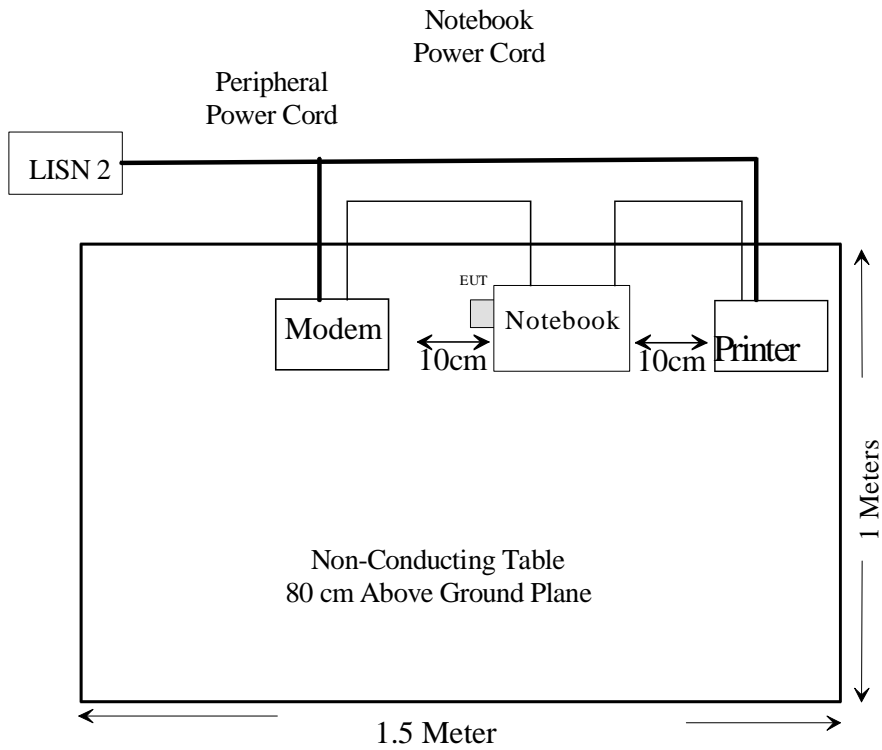 Notebook
Power Cord
Peripheral
Power Cord
LISN 2
EUT
Modem
Notebook
Printer
10cm
10cm
1 Meters
Non-Conducting Table
80 cm Above Ground Plane
1.5 Meter